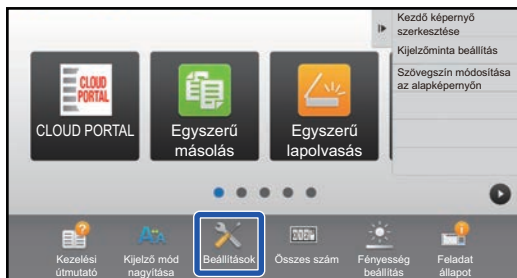 Kezdő képernyő
szerkesztése
Kijelzőminta beállítás
Szövegszín módosítása
az alapképernyőn
CLOUD
PORTAL
CLOUD PORTAL
Egyszerű
másolás
Egyszerű
lapolvasás
Kezelési
útmutató
Kijelző mód
nagyítása
Beállítások
Összes szám
Fényesség
beállítás
Feladat
állapot